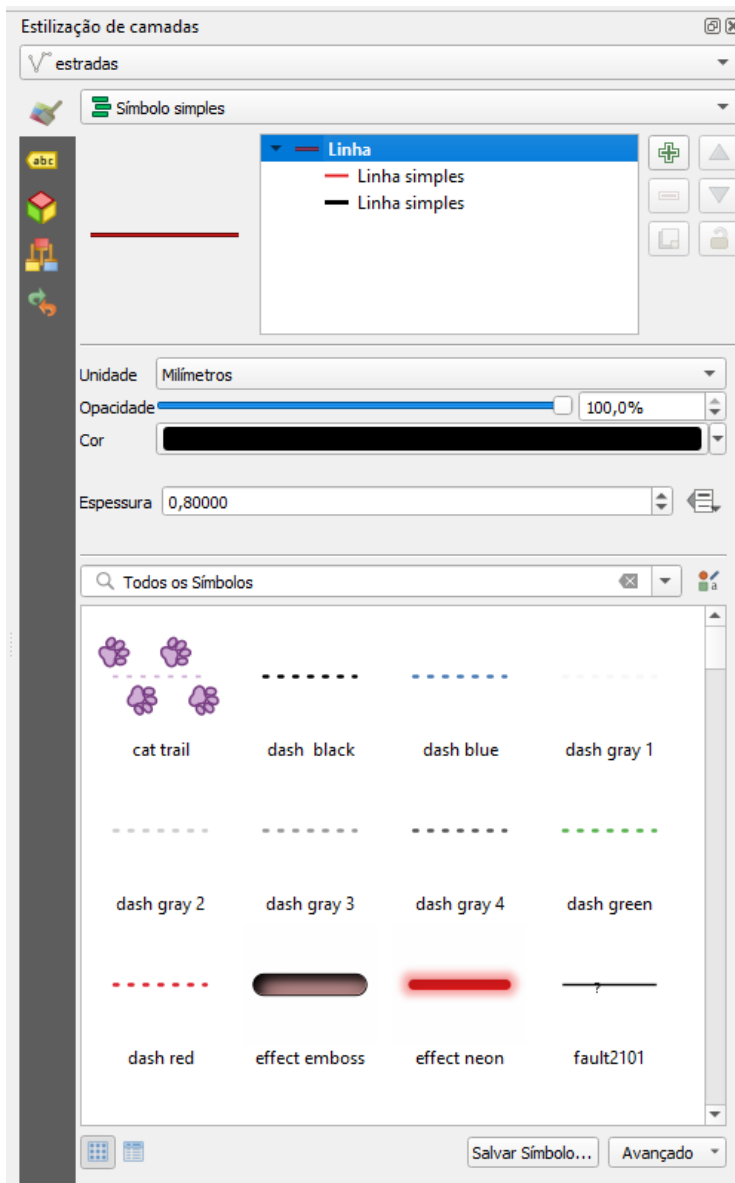 Estilização de camadas
estradas
Símbolo simples
abc
Linha
Linha simples
Linha simples
Unidade Milímetros
Opacidade 100,0%
Cor
Espessura 0,80000
Todos os Símbolos
a
cat trail dash black dash blue dash gray 1
dash gray 2 dash gray 3 dash gray 4 dash green
?
dash red effect emboss effect neon fault2101
Salvar Símbolo... Avançado